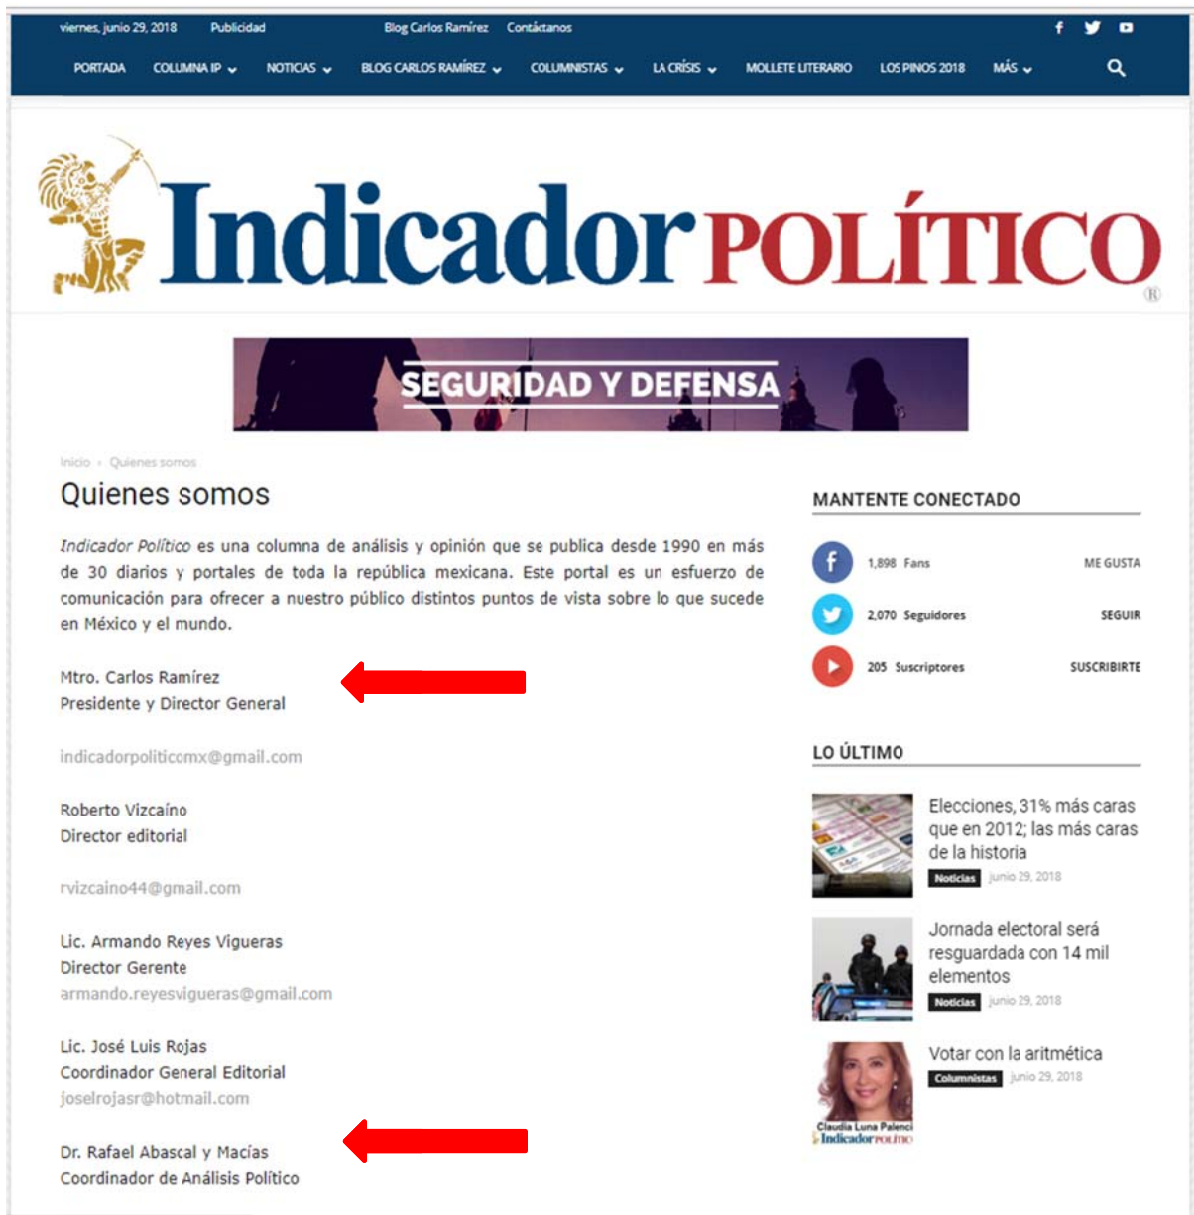 viernes, junio 29, 2018 Publicidad Blog Carlos Ramírez Contáctanos
PORTADA COLUMNA IP NOTICIAS BLOG CARLOS RAMÍREZ COLUMNISTAS LA CRÍSIS MOLLETE LITERARIO LOS PINOS 2018 MÁS
Indicador POLÍTICO
®
SEGURIDAD Y DEFENSA
Inicio › Quienes somos
Quienes somos
Indicador Político es una columna de análisis y opinión que se publica desde 1990 en más
de 30 diarios y portales de toda la república mexicana. Este portal es un esfuerzo de
comunicación para ofrecer a nuestro público distintos puntos de vista sobre lo que sucede
en México y el mundo.
Mtro. Carlos Ramírez
Presidente y Director General
indicadorpoliticomx@gmail.com
Roberto Vizcaíno
Director editorial
rvizcaino44@gmail.com
Lic. Armando Reyes Vigueras
Director Gerente
armando.reyesvigueras@gmail.com
Lic. José Luis Rojas
Coordinador General Editorial
joselrojasr@hotmail.com
Dr. Rafael Abascal y Macías
Coordinador de Análisis Político
MANTENTE CONECTADO
1,898 Fans ME GUSTA
2,070 Seguidores SEGUIR
205 Suscriptores SUSCRIBIRTE
LO ÚLTIMO
Elecciones, 31% más caras
que en 2012; las más caras
de la historia
Noticias junio 29, 2018
Jornada electoral será
resguardada con 14 mil
elementos
Noticias junio 29, 2018
Votar con la aritmética
Columnistas junio 29, 2018
Claudia Luna Palenci
Indicador POLÍTICO